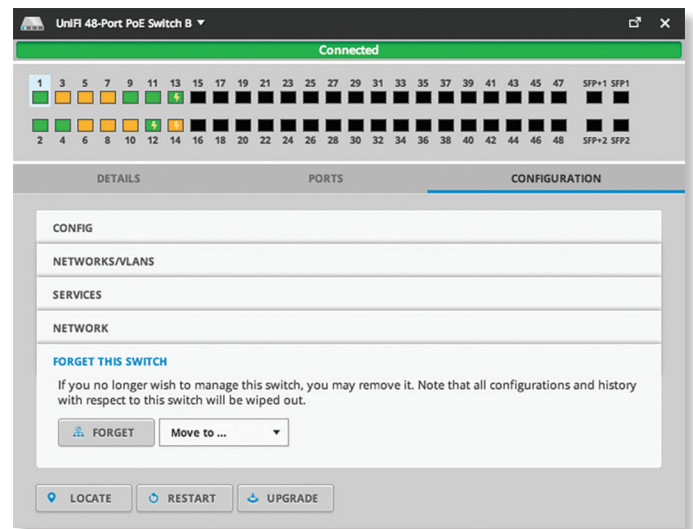 UniFi 48-Port PoE Switch B
Connected
1 3 5 7 9 11 13 15 17 19 21 23 25 27 29 31 33 35 37 39 41 43 45 47 SFP+1 SFP1
2 4 6 8 10 12 14 16 18 20 22 24 26 28 30 32 34 36 38 40 42 44 46 48 SFP+2 SFP2
DETAILS PORTS CONFIGURATION
CONFIG
NETWORKS/VLANS
SERVICES
NETWORK
FORGET THIS SWITCH
If you no longer wish to manage this switch, you may remove it. Note that all configurations and history
with respect to this switch will be wiped out.
FORGET Move to ...
LOCATE RESTART UPGRADE